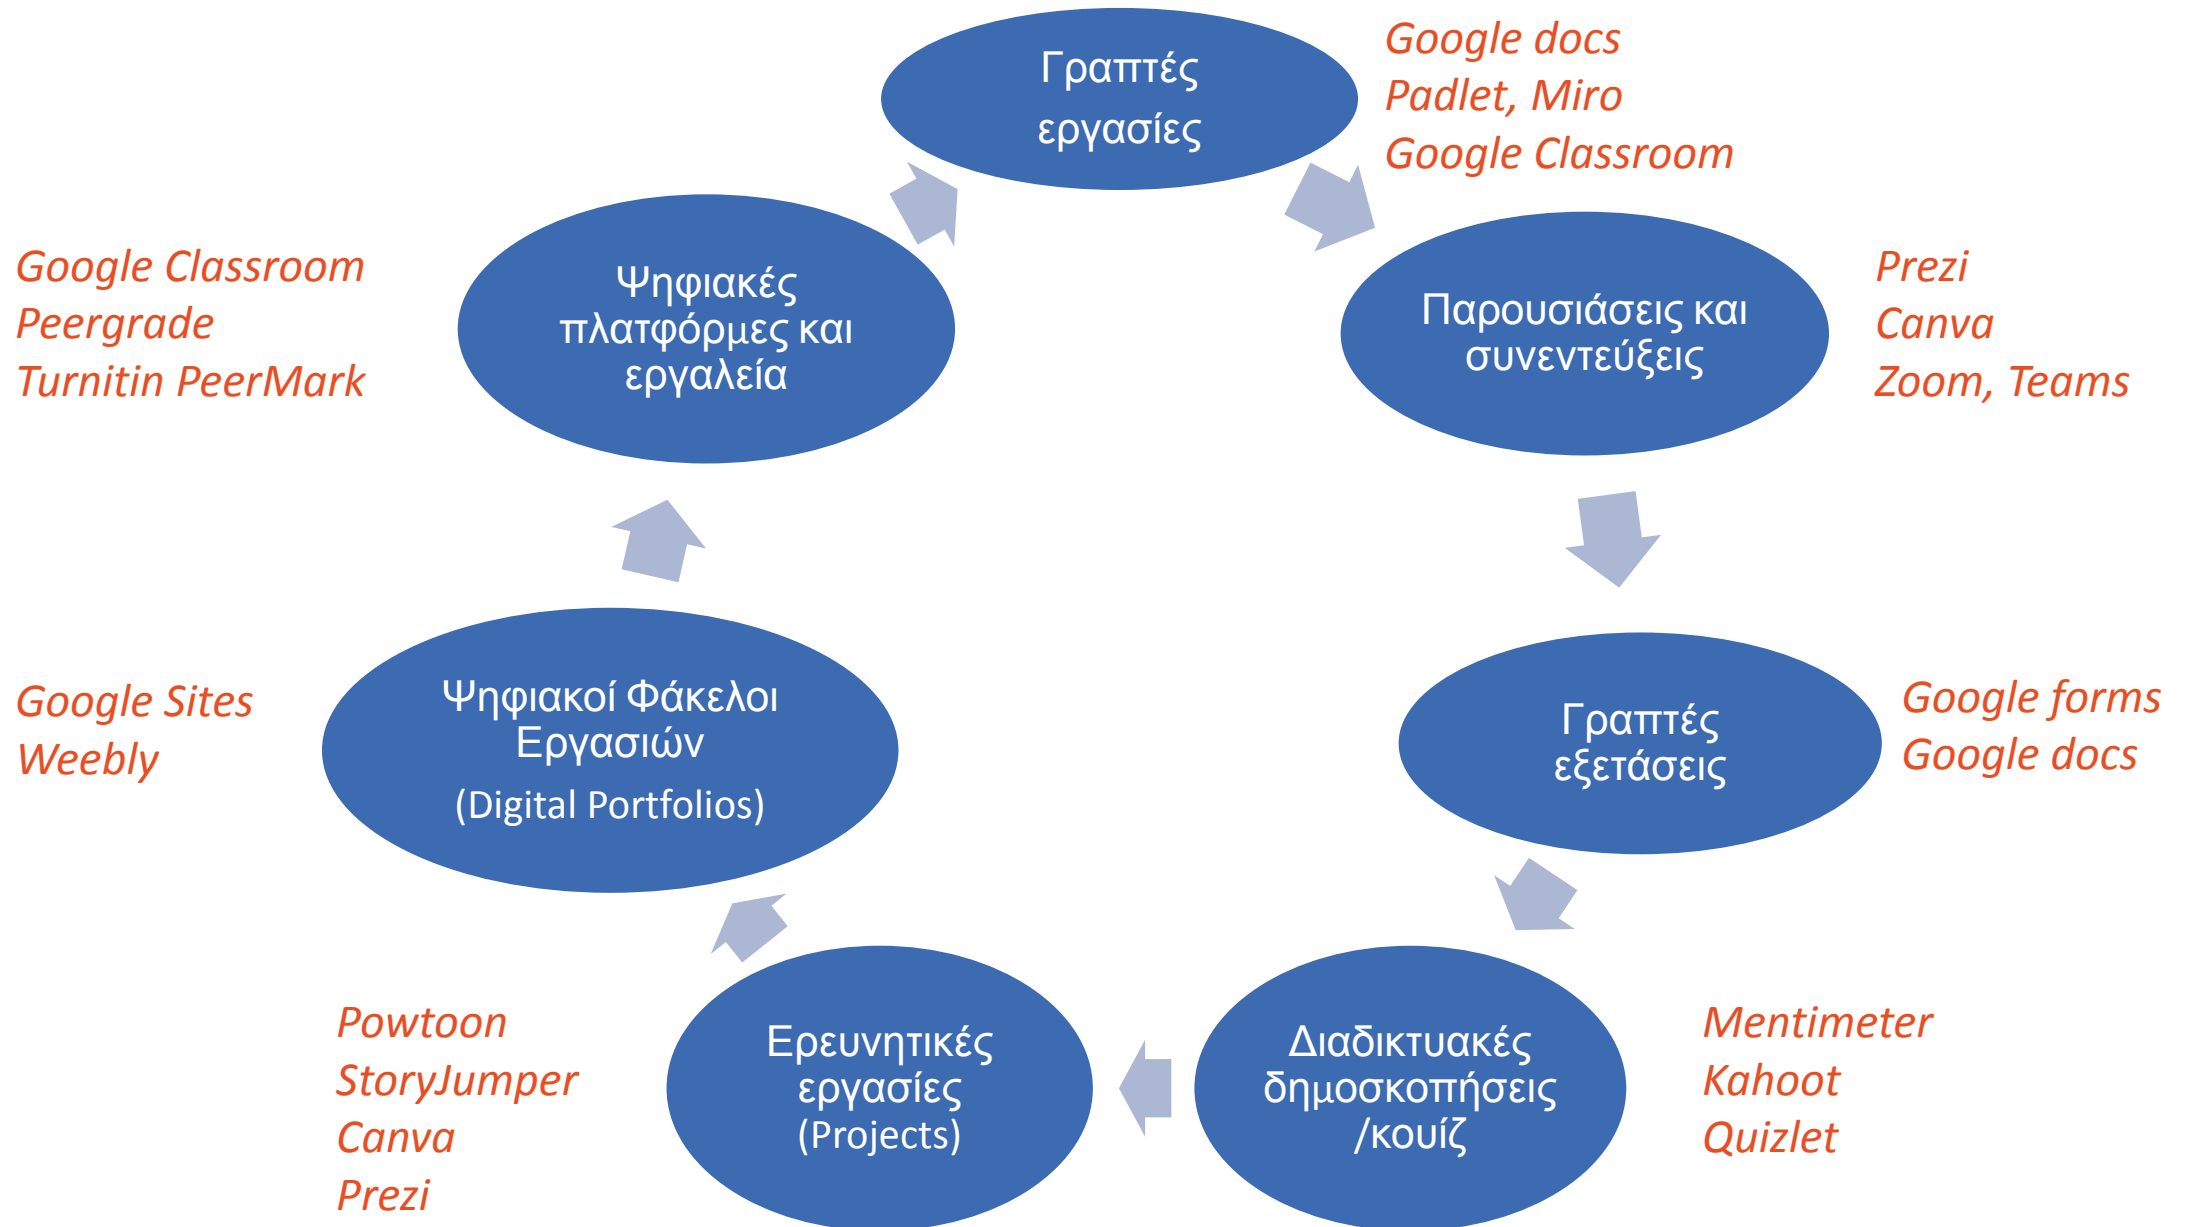 Γραπτές
εργασίες
Google docs
Padlet, Miro
Google Classroom
Παρουσιάσεις και
συνεντεύξεις
Prezi
Canva
Zoom, Teams
Γραπτές
εξετάσεις
Google forms
Google docs
Διαδικτυακές
δημοσκοπήσεις
/κουίζ
Mentimeter
Kahoot
Quizlet
Ερευνητικές
εργασίες
(Projects)
Powtoon
StoryJumper
Canva
Prezi
Ψηφιακοί Φάκελοι
Εργασιών
(Digital Portfolios)
Google Sites
Weebly
Ψηφιακές
πλατφόρμες και
εργαλεία
Google Classroom
Peergrade
Turnitin PeerMark